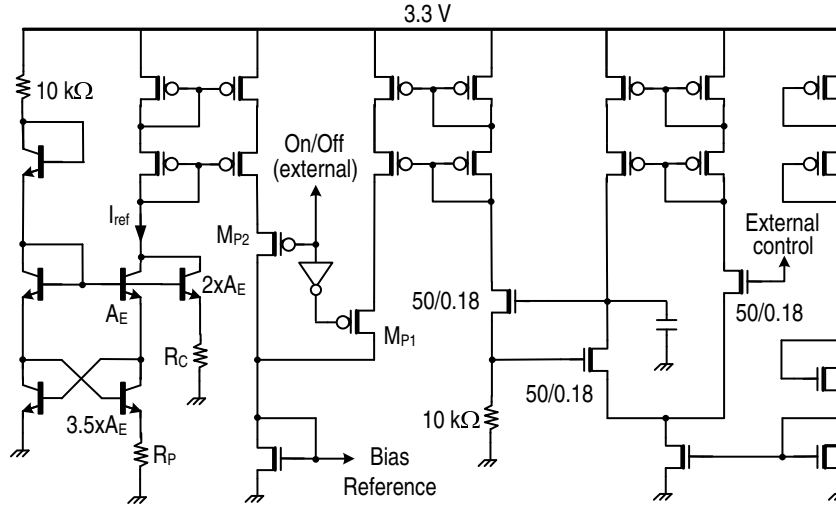 3.3 V
10 kΩ
On/Off
(external)
I_ref
M_P2
External
control
2xA_E
50/0.18
50/0.18
A_E
M_P1
R_C
50/0.18
3.5xA_E
10 kΩ
R_P
Bias
Reference